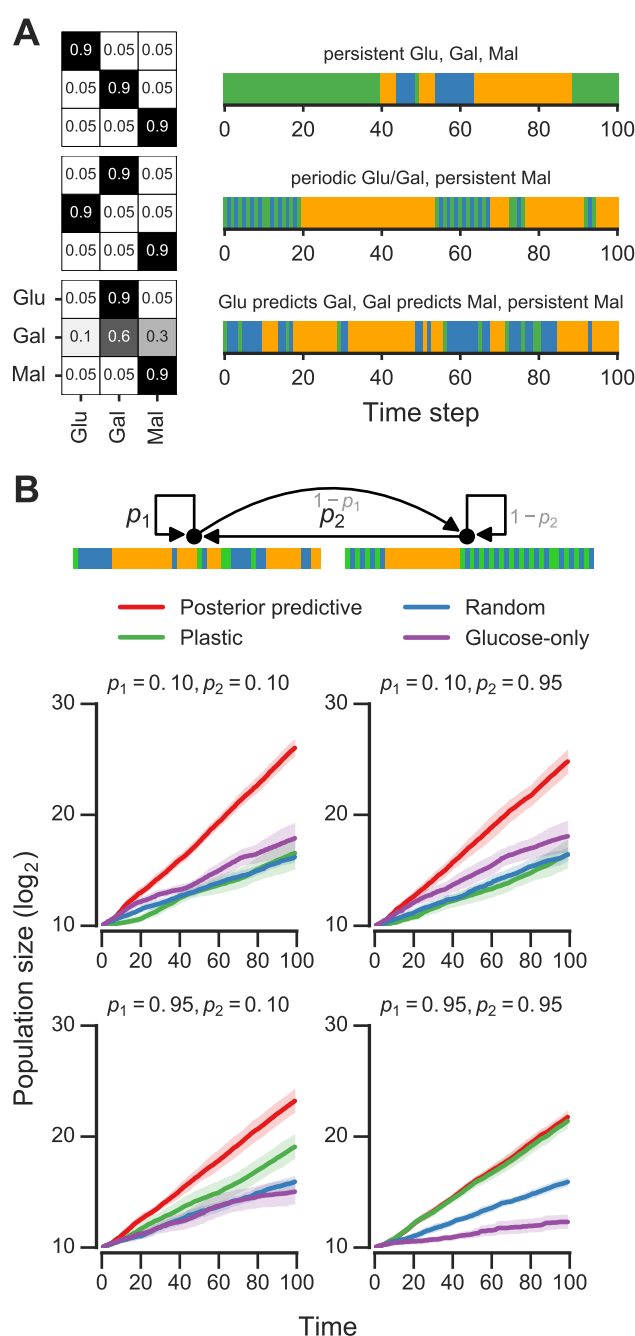 A
0.9 0.05 0.05
0.05 0.9 0.05
0.05 0.05 0.9
persistent Glu, Gal, Mal
0 20 40 60 80 100
0.05 0.9 0.05
0.9 0.05 0.05
0.05 0.05 0.9
periodic Glu/Gal, persistent Mal
0 20 40 60 80 100
Glu 0.05 0.9 0.05
Gal 0.1 0.6 0.3
Mal 0.05 0.05 0.9
Glu Gal Mal
Glu predicts Gal, Gal predicts Mal, persistent Mal
0 20 40 60 80 100
Time step
B
p₁ 1−p₁ p₂ 1−p₂
Posterior predictive Random
Plastic Glucose-only
p₁ = 0.10, p₂ = 0.10
30
20
10
0 20 40 60 80 100
p₁ = 0.10, p₂ = 0.95
30
20
10
0 20 40 60 80 100
Population size (log₂)
p₁ = 0.95, p₂ = 0.10
30
20
10
0 20 40 60 80 100
p₁ = 0.95, p₂ = 0.95
30
20
10
0 20 40 60 80 100
Time